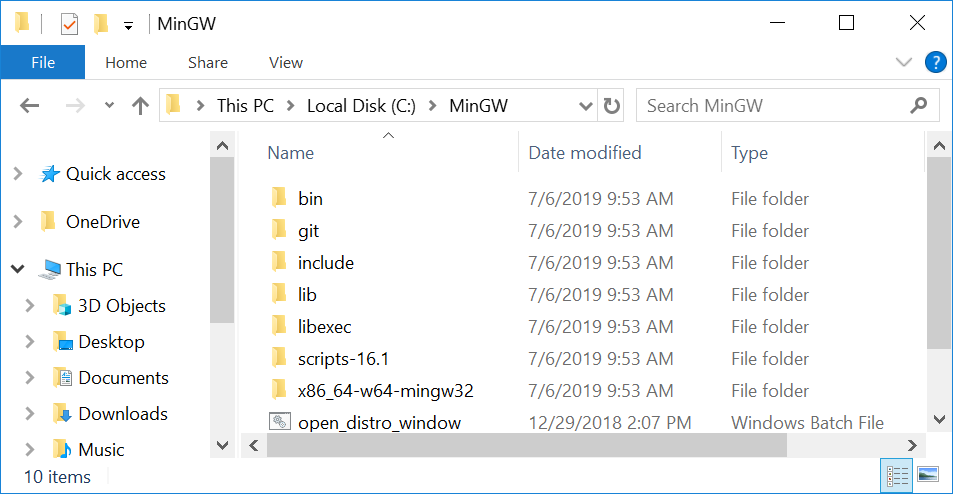 MinGW
File Home Share View ?
This PC Local Disk (C:) MinGW Search MinGW
Name Date modified Type
Quick access
OneDrive
This PC
3D Objects
Desktop
Documents
Downloads
Music
bin 7/6/2019 9:53 AM File folder
git 7/6/2019 9:53 AM File folder
include 7/6/2019 9:53 AM File folder
lib 7/6/2019 9:53 AM File folder
libexec 7/6/2019 9:53 AM File folder
scripts-16.1 7/6/2019 9:53 AM File folder
x86_64-w64-mingw32 7/6/2019 9:53 AM File folder
open_distro_window 12/29/2018 2:07 PM Windows Batch File
10 items